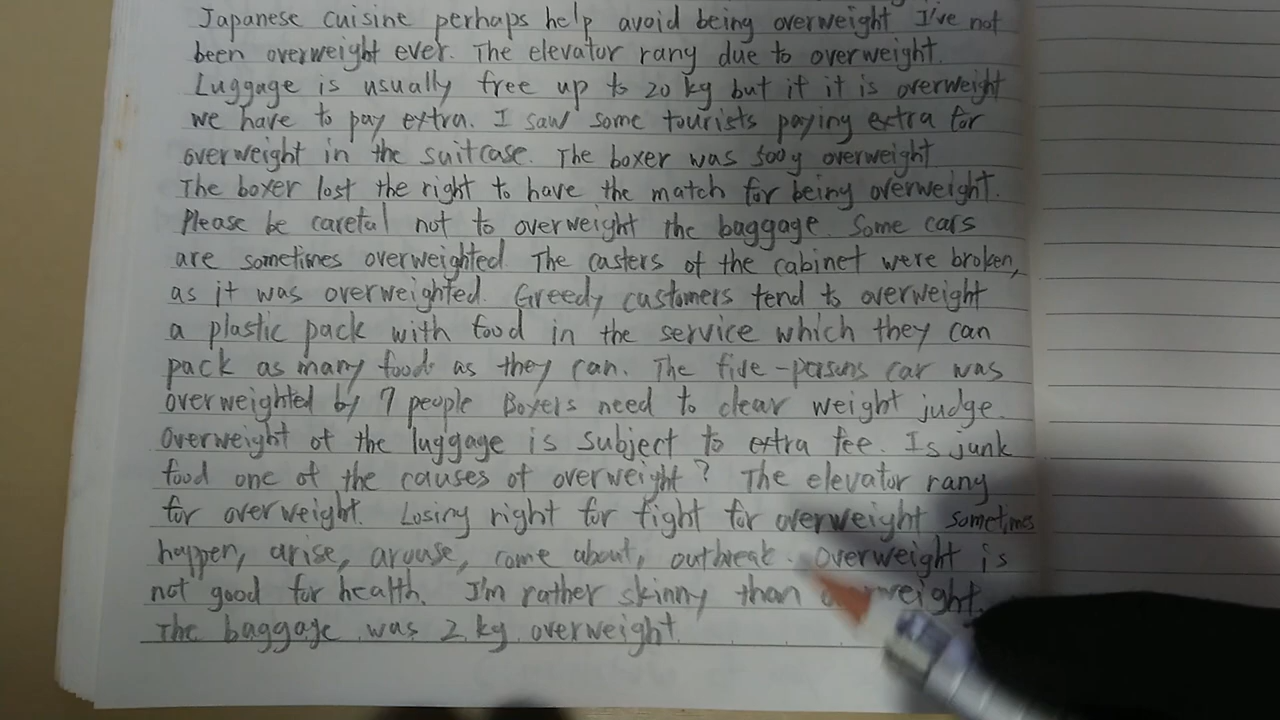 Japanese cuisine perhaps help avoid being overweight I've not
been overweight ever. The elevator rang due to overweight.
Luggage is usually free up to 20 kg but if it is overweight
we have to pay extra. I saw some tourists paying extra for
overweight in the suitcase. The boxer was 500g overweight
The boxer lost the right to have the match for being overweight.
Please be careful not to overweight the baggage. Some cars
are sometimes overweighted. The casters of the cabinet were broken,
as it was overweighted. Greedy customers tend to overweight
a plastic pack with food in the service which they can
pack as many foods as they can. The five-persons car was
overweighted by 7 people Boxers need to clear weight judge.
Overweight of the luggage is subject to extra fee. Is junk
food one of the causes of overweight? The elevator rang
for overweight. Losing right for fight for overweight sometimes
happen, arise, arouse, come about, outbreak. Overweight is
not good for health. I'm rather skinny than overweight.
The baggage was 2 kg overweight.